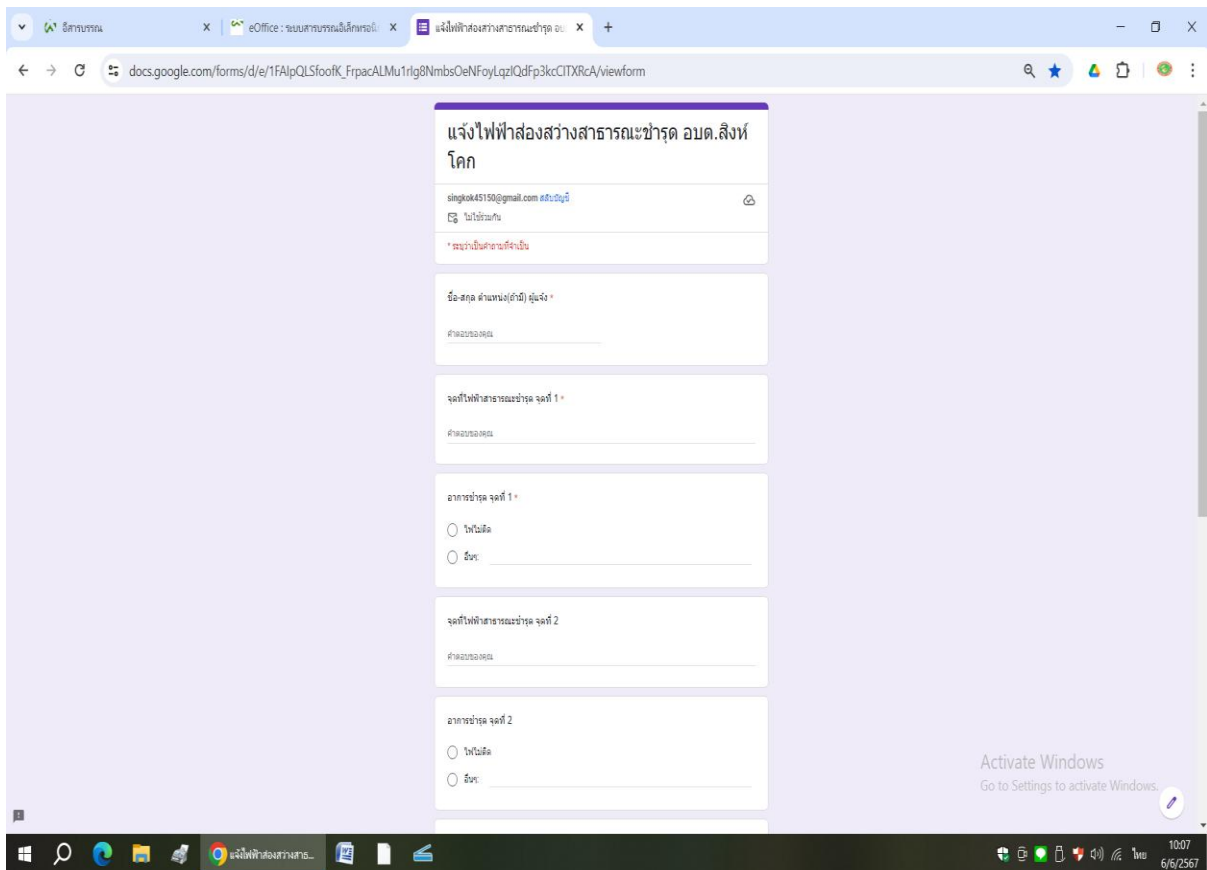 อีสารบรรณ
eOffice : ระบบสารบรรณอิเล็กทรอนิ
แจ้งไฟฟ้าส่องสว่างสาธารณะชำรุด อบ
docs.google.com/forms/d/e/1FAIpQLSfoofK_FrpacALMu1rIg8NmbsOeNFoyLqzIQdFp3kcCITXRcA/viewform
แจ้งไฟฟ้าส่องสว่างสาธารณะชำรุด อบต.สิงห์
โคก
singkok45150@gmail.com สลับบัญชี
ไม่ใช้ร่วมกัน
* ระบุว่าเป็นคำถามที่จำเป็น
ชื่อ-สกุล ตำแหน่ง(ถ้ามี) ผู้แจ้ง *
คำตอบของคุณ
จุดที่ไฟฟ้าสาธารณะชำรุด จุดที่ 1 *
คำตอบของคุณ
อาการชำรุด จุดที่ 1 *
ไฟไม่ติด
อื่นๆ:
จุดที่ไฟฟ้าสาธารณะชำรุด จุดที่ 2
คำตอบของคุณ
อาการชำรุด จุดที่ 2
ไฟไม่ติด
อื่นๆ:
Activate Windows
Go to Settings to activate Windows.
แจ้งไฟฟ้าส่องสว่างสาธ...
ไทย
10:07
6/6/2567